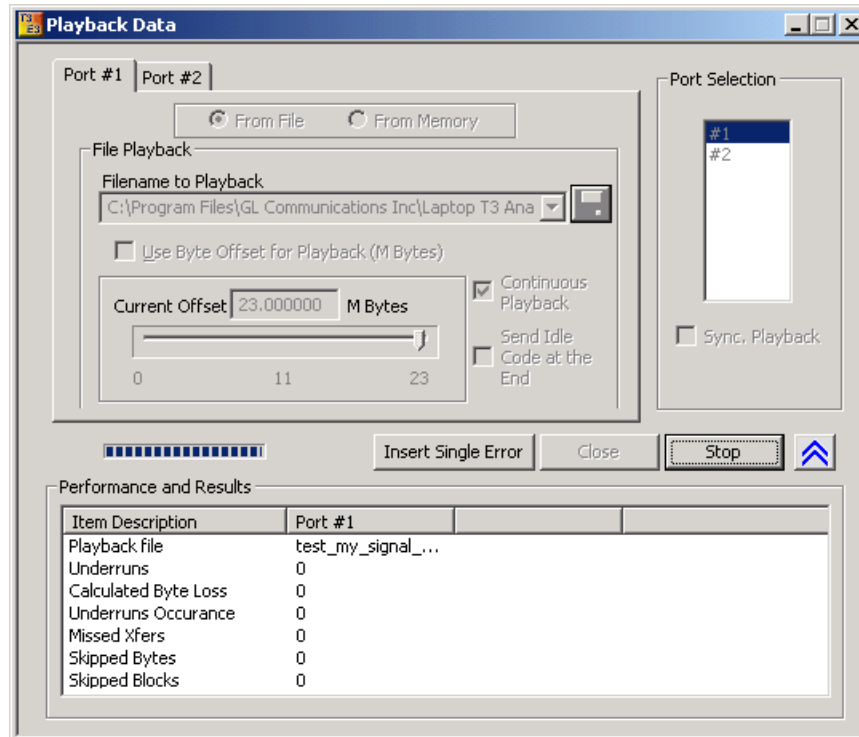 T3 E3 Playback Data
Port #1 Port #2
From File From Memory
File Playback
Filename to Playback
C:\Program Files\GL Communications Inc\Laptop T3 Ana
Use Byte Offset for Playback (M Bytes)
Current Offset 23.000000 M Bytes
0 11 23
Continuous
Playback
Send Idle
Code at the
End
Port Selection
#1
#2
Sync. Playback
Insert Single Error Close Stop
Performance and Results
Item Description Port #1
Playback file test_my_signal_...
Underruns 0
Calculated Byte Loss 0
Underruns Occurance 0
Missed Xfers 0
Skipped Bytes 0
Skipped Blocks 0